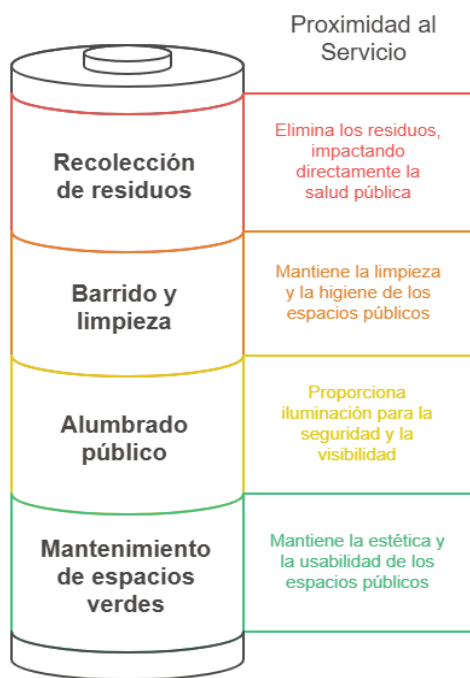 Proximidad al
Servicio
Recolección
de residuos
Elimina los residuos,
impactando
directamente la
salud pública
Barrido y
limpieza
Mantiene la limpieza
y la higiene de los
espacios públicos
Alumbrado
público
Proporciona
iluminación para la
seguridad y la
visibilidad
Mantenimiento
de espacios
verdes
Mantiene la estética y
la usabilidad de los
espacios públicos